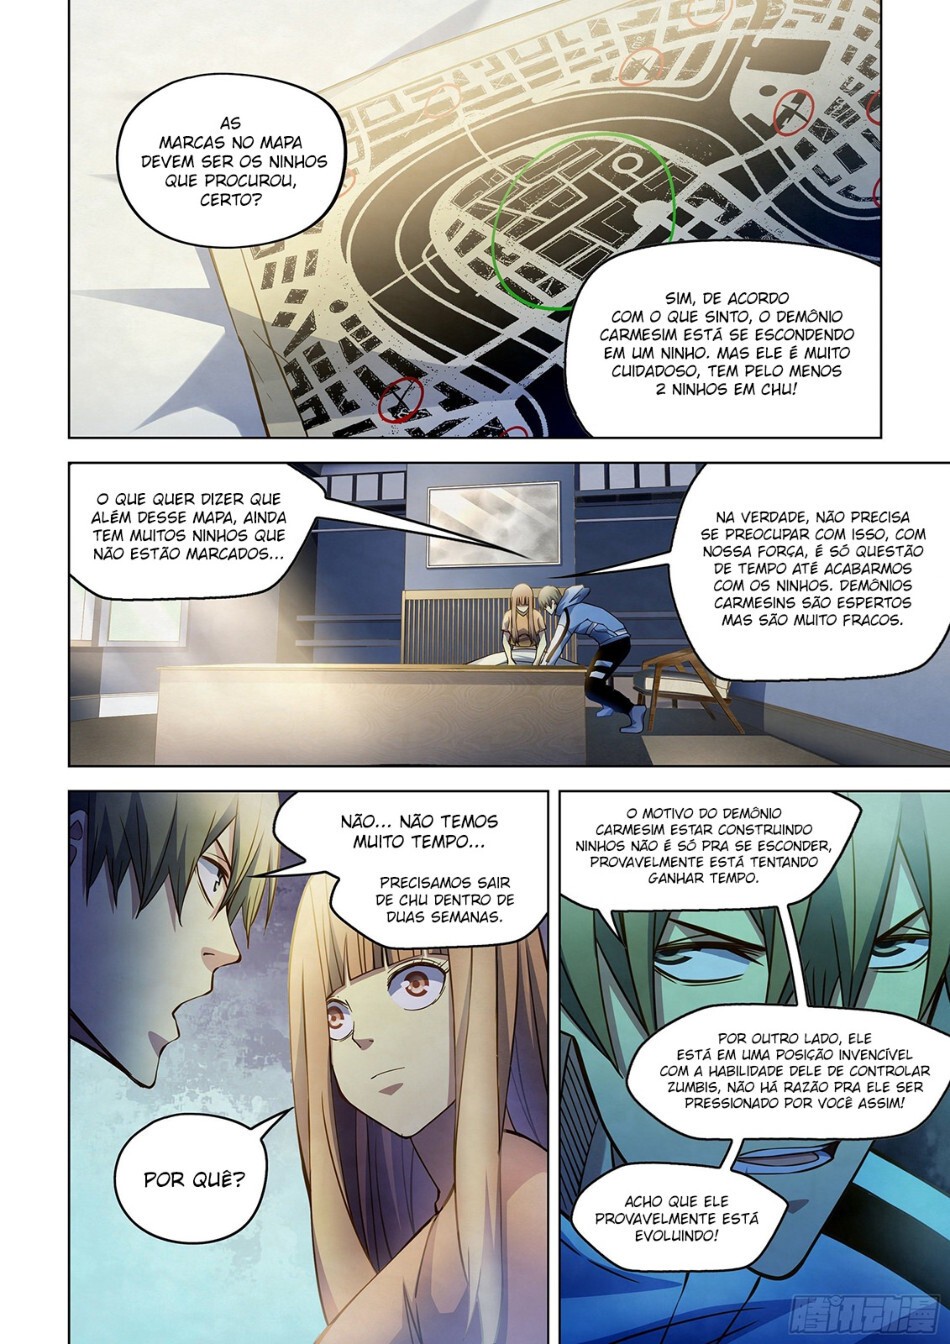 AS
MARCAS NO MAPA
DEVEM SER OS NINHOS
QUE PROCUROU,
CERTO?
SIM, DE ACORDO
COM O QUE SINTO, O DEMÔNIO
CARMESIM ESTÁ SE ESCONDENDO
EM UM NINHO. MAS ELE É MUITO
CUIDADOSO, TEM PELO MENOS
2 NINHOS EM CHU!
O QUE QUER DIZER QUE
ALÉM DESSE MAPA, AINDA
TEM MUITOS NINHOS QUE
NÃO ESTÃO MARCADOS...
NA VERDADE, NÃO PRECISA
SE PREOCUPAR COM ISSO, COM
NOSSA FORÇA, É SÓ QUESTÃO
DE TEMPO ATÉ ACABARMOS
COM OS NINHOS. DEMÔNIOS
CARMESINS SÃO ESPERTOS
MAS SÃO MUITO FRACOS.
NÃO... NÃO TEMOS
MUITO TEMPO...
PRECISAMOS SAIR
DE CHU DENTRO DE
DUAS SEMANAS.
POR QUÊ?
O MOTIVO DO DEMÔNIO
CARMESIM ESTAR CONSTRUINDO
NINHOS NÃO É SÓ PRA SE ESCONDER,
PROVAVELMENTE ESTÁ TENTANDO
GANHAR TEMPO.
POR OUTRO LADO, ELE
ESTÁ EM UMA POSIÇÃO INVENCÍVEL
COM A HABILIDADE DELE DE CONTROLAR
ZUMBIS, NÃO HÁ RAZÃO PRA ELE SER
PRESSIONADO POR VOCÊ ASSIM!
ACHO QUE ELE
PROVAVELMENTE ESTÁ
EVOLUINDO!
腾讯动漫